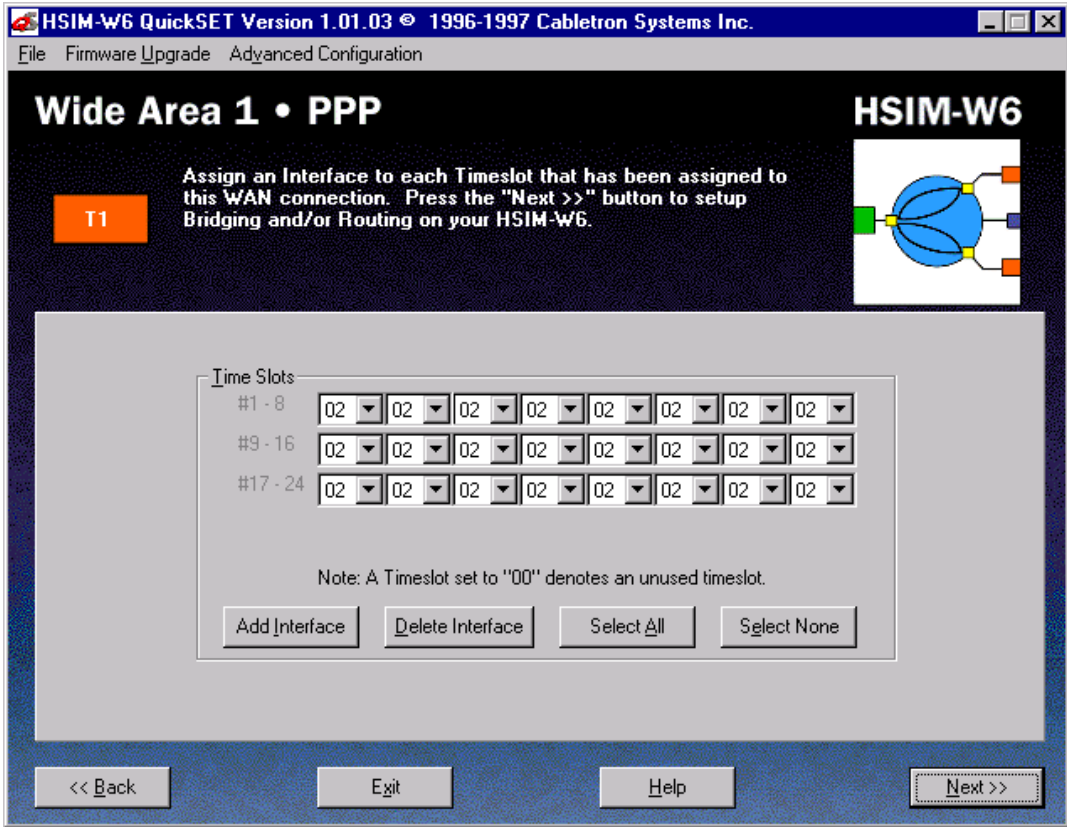 HSIM-W6 QuickSET Version 1.01.03 © 1996-1997 Cabletron Systems Inc.
File Firmware Upgrade Advanced Configuration
Wide Area 1 • PPP
HSIM-W6
T1
Assign an Interface to each Timeslot that has been assigned to
this WAN connection. Press the "Next >>" button to setup
Bridging and/or Routing on your HSIM-W6.
Time Slots
#1 - 8 02 02 02 02 02 02 02 02
#9 - 16 02 02 02 02 02 02 02 02
#17 - 24 02 02 02 02 02 02 02 02
Note: A Timeslot set to "00" denotes an unused timeslot.
Add Interface Delete Interface Select All Select None
<< Back Exit Help Next >>